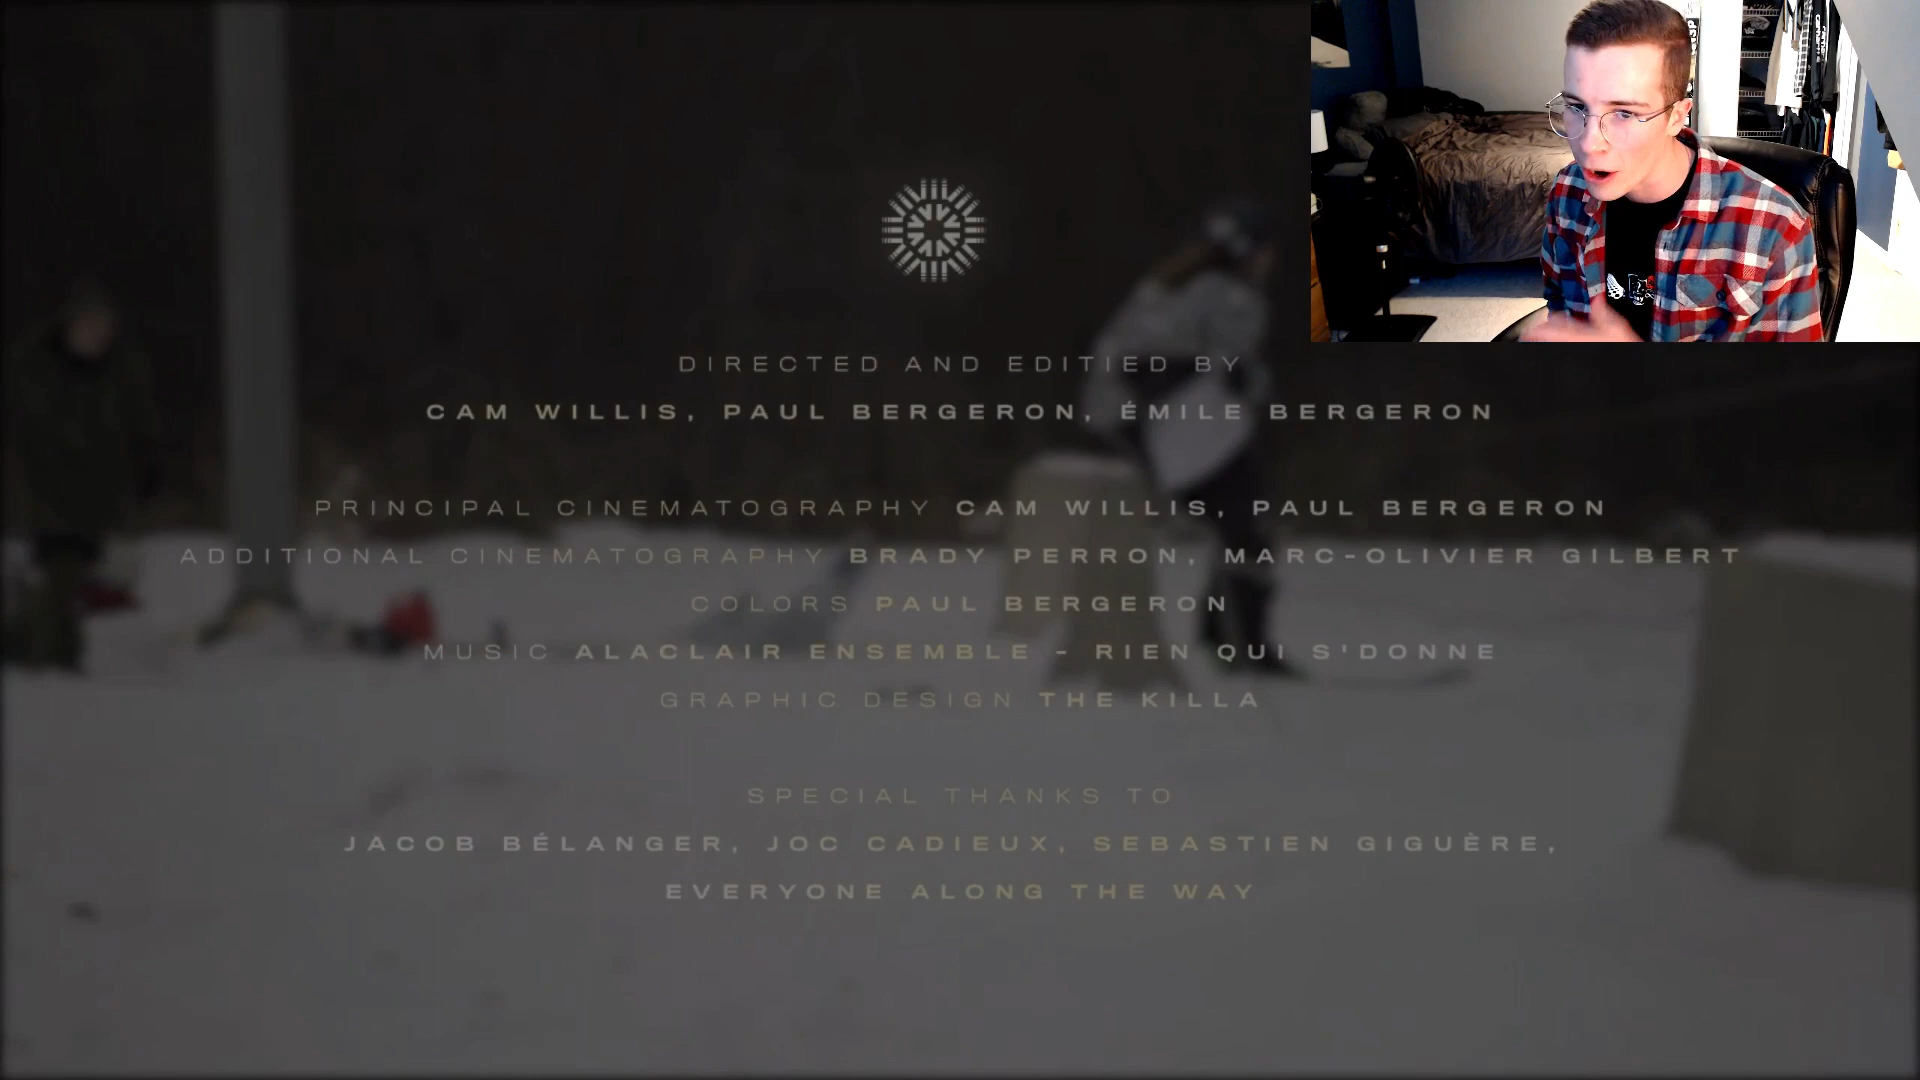 DIRECTED AND EDITIED BY
CAM WILLIS, PAUL BERGERON, ÉMILE BERGERON
PRINCIPAL CINEMATOGRAPHY CAM WILLIS, PAUL BERGERON
ADDITIONAL CINEMATOGRAPHY BRADY PERRON, MARC-OLIVIER GILBERT
COLORS PAUL BERGERON
MUSIC ALACLAIR ENSEMBLE - RIEN QUI S'DONNE
GRAPHIC DESIGN THE KILLA
SPECIAL THANKS TO
JACOB BÉLANGER, JOC CADIEUX, SEBASTIEN GIGUÈRE,
EVERYONE ALONG THE WAY